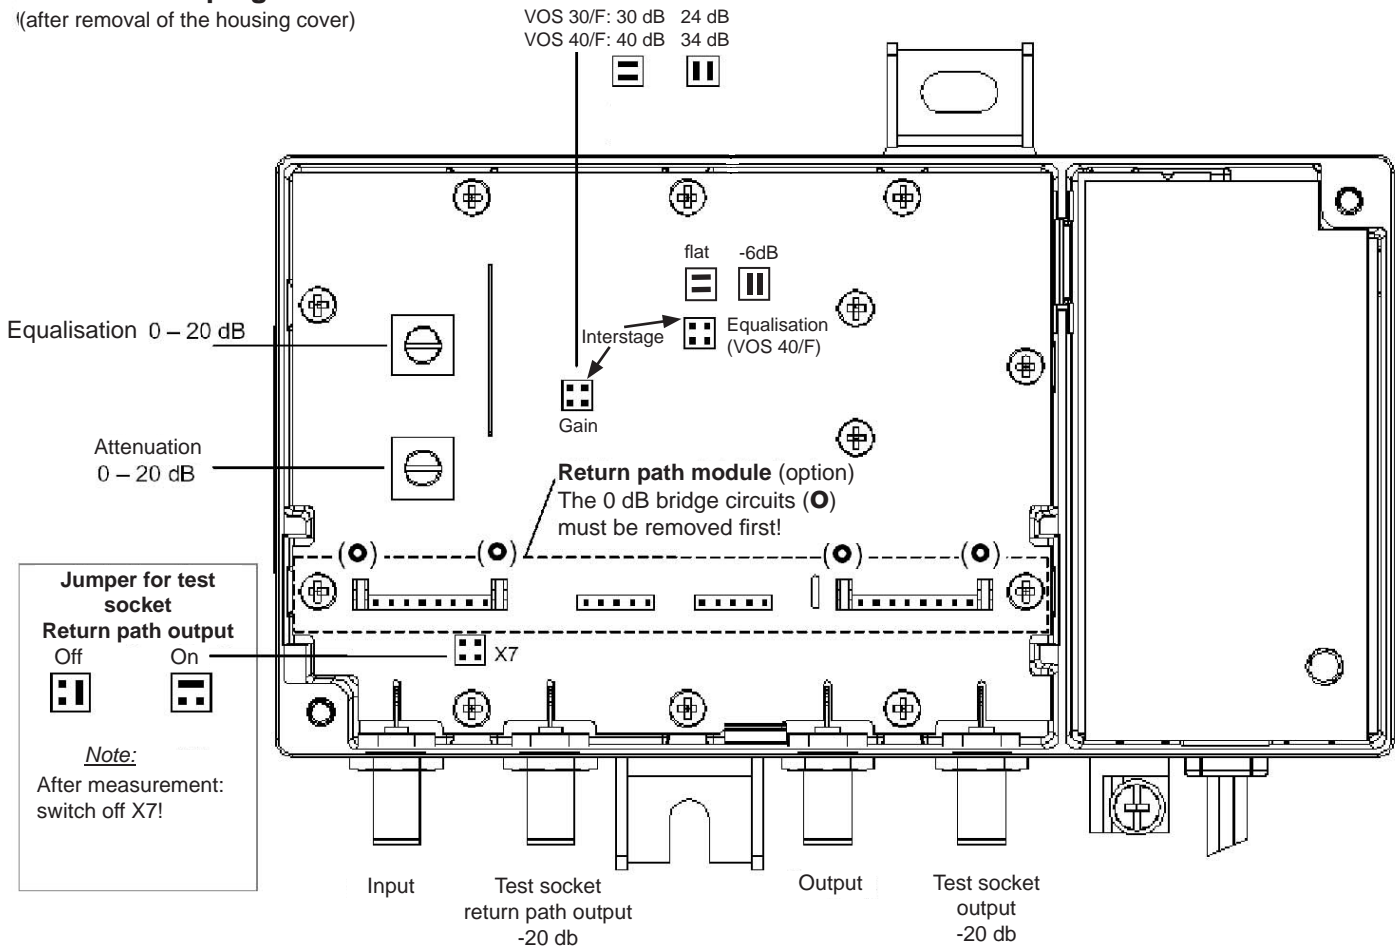 (after removal of the housing cover)
VOS 30/F: 30 dB 24 dB
VOS 40/F: 40 dB 34 dB
flat -6dB
Equalisation 0 – 20 dB
Interstage
Equalisation
(VOS 40/F)
Gain
Attenuation
0 – 20 dB
Return path module (option)
The 0 dB bridge circuits (O)
must be removed first!
(O) (O) (O) (O)
Jumper for test
socket
Return path output
Off On
X7
Note:
After measurement:
switch off X7!
Input
Test socket
return path output
-20 db
Output
Test socket
output
-20 db